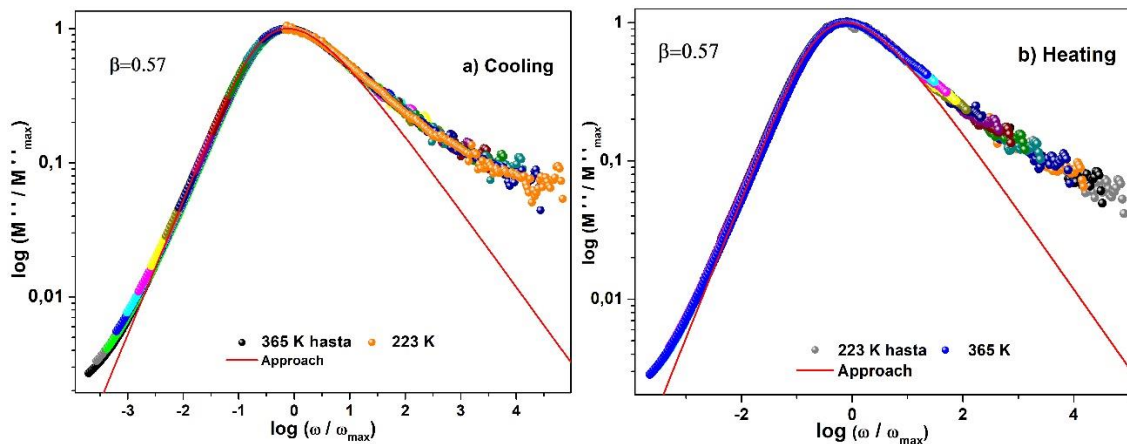 β=0.57
a) Cooling
1
0,1
0,01
log (M'' / M''max)
365 K hasta
223 K
Approach
-3
-2
-1
0
1
2
3
4
log (ω / ωmax)
β=0.57
b) Heating
1
0,1
0,01
log (M'' / M''max)
223 K hasta
365 K
Approach
-2
0
2
4
log (ω / ωmax)